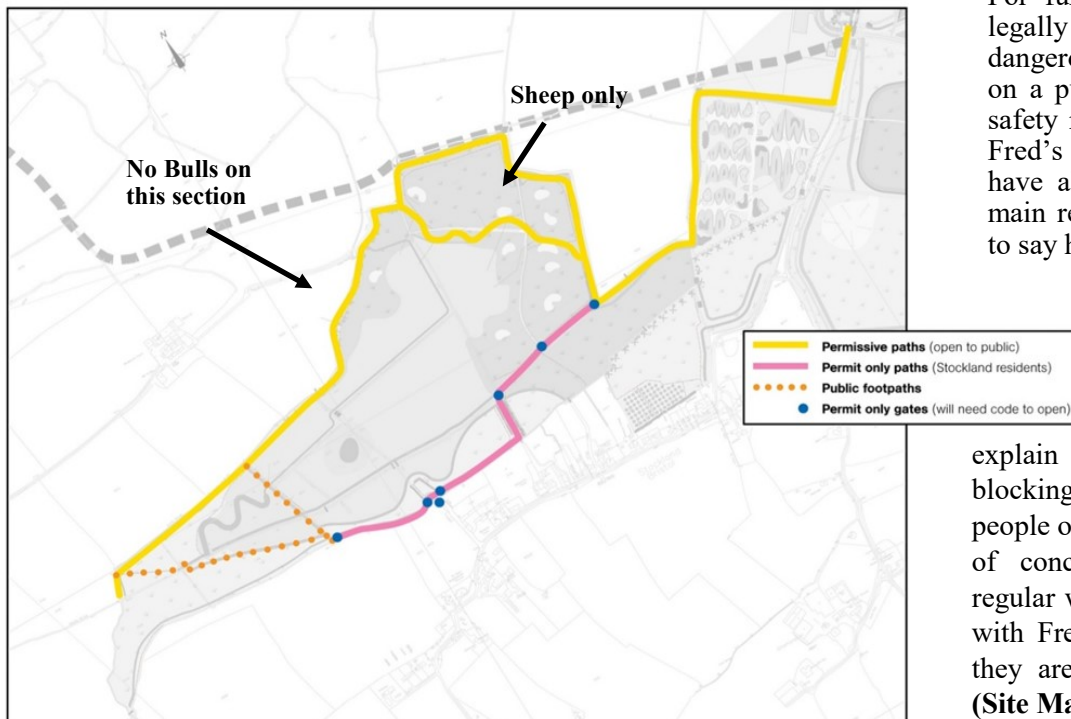 For
legally
dangero
on a p
safety
Fred's
have a
main re
to say h
Sheep only
No Bulls on
this section
Permissive paths (open to public)
Permit only paths (Stockland residents)
Public footpaths
Permit only gates (will need code to open)
explain
blocking
people o
of conc
regular v
with Fre
they are
(Site Ma